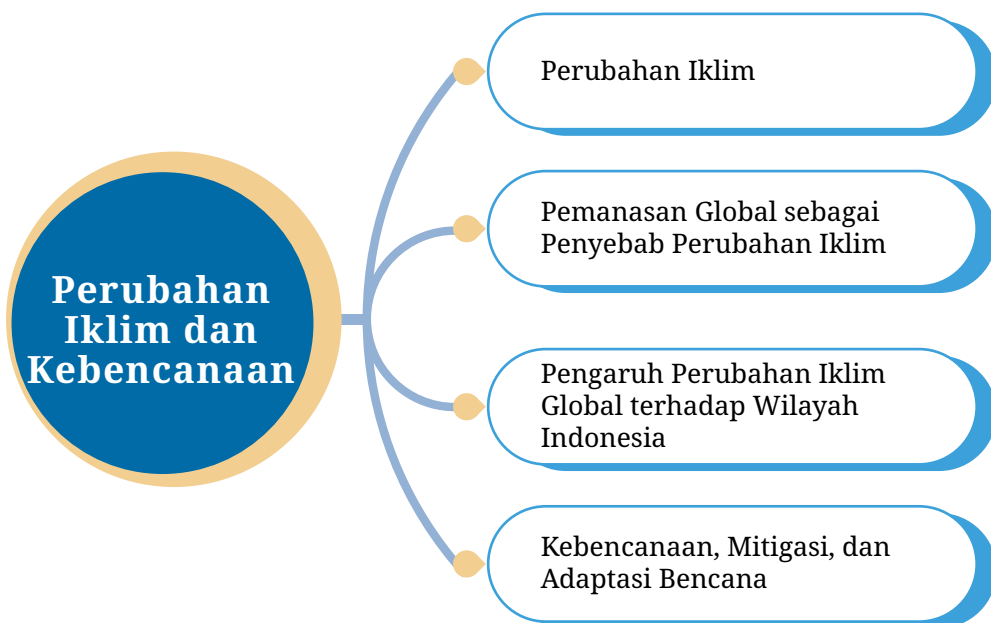 Perubahan
Iklim dan
Kebencanaan
Perubahan Iklim
Pemanasan Global sebagai
Penyebab Perubahan Iklim
Pengaruh Perubahan Iklim
Global terhadap Wilayah
Indonesia
Kebencanaan, Mitigasi, dan
Adaptasi Bencana